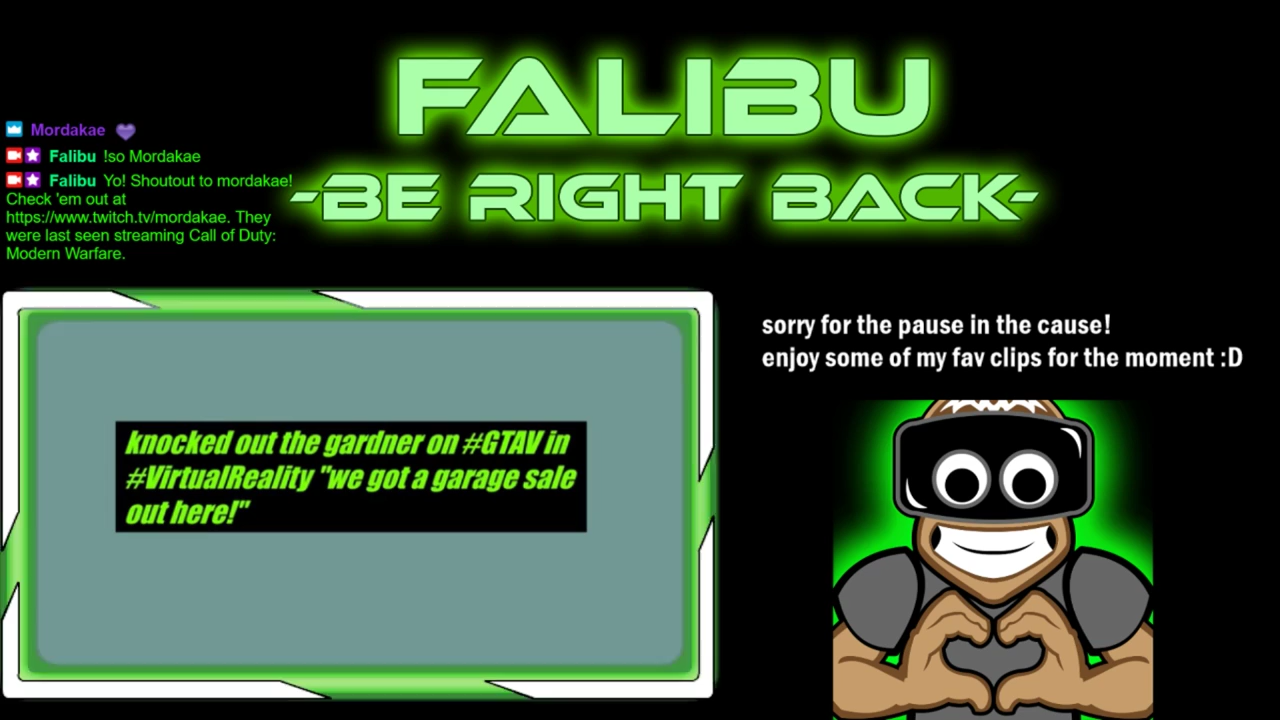 FALIBU
-BE RIGHT BACK-
Mordakae
Falibu !so Mordakae
Falibu Yo! Shoutout to mordakae!
Check 'em out at
https://www.twitch.tv/mordakae. They
were last seen streaming Call of Duty:
Modern Warfare.
knocked out the gardner on #GTAV in
#VirtualReality "we got a garage sale
out here!"
sorry for the pause in the cause!
enjoy some of my fav clips for the moment :D